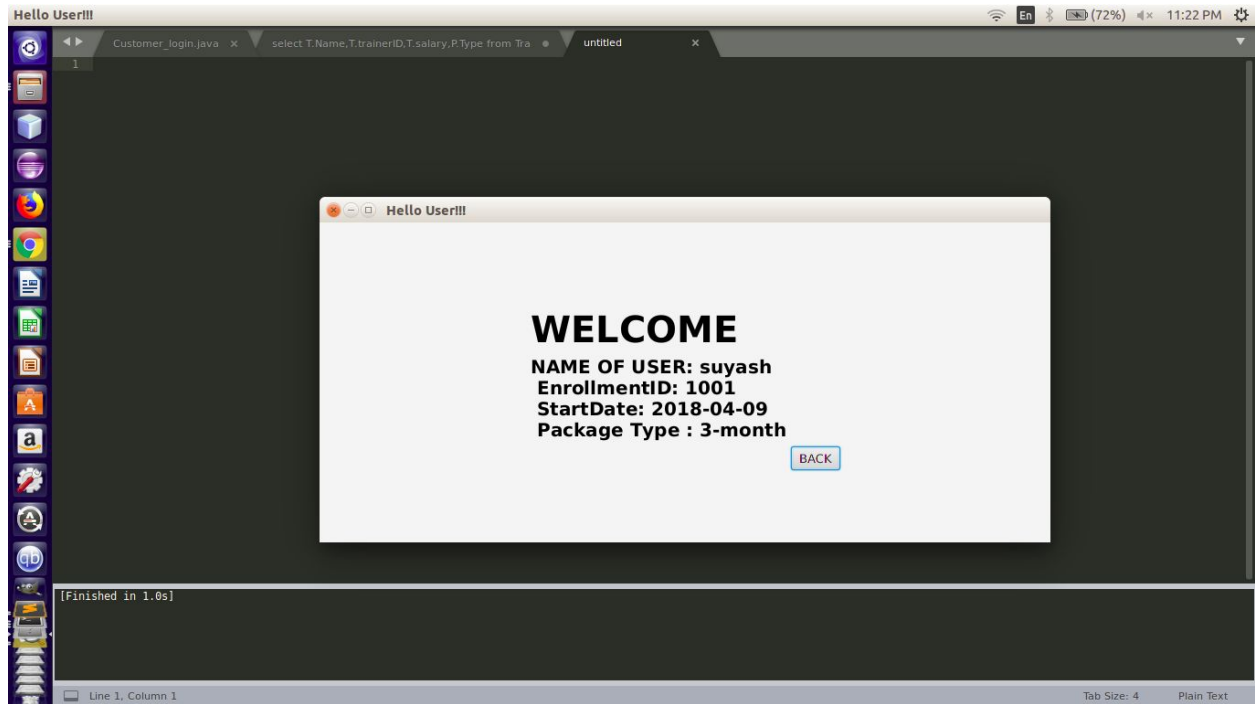 Hello User!!!
En (72%) 11:22 PM
Customer_login.java x select T.Name,T.trainerID,T.salary,P.Type from Tra untitled x
1
Hello User!!!
WELCOME
NAME OF USER: suyash
EnrollmentID: 1001
StartDate: 2018-04-09
Package Type : 3-month
BACK
a
qb
[Finished in 1.0s]
Line 1, Column 1 Tab Size: 4 Plain Text